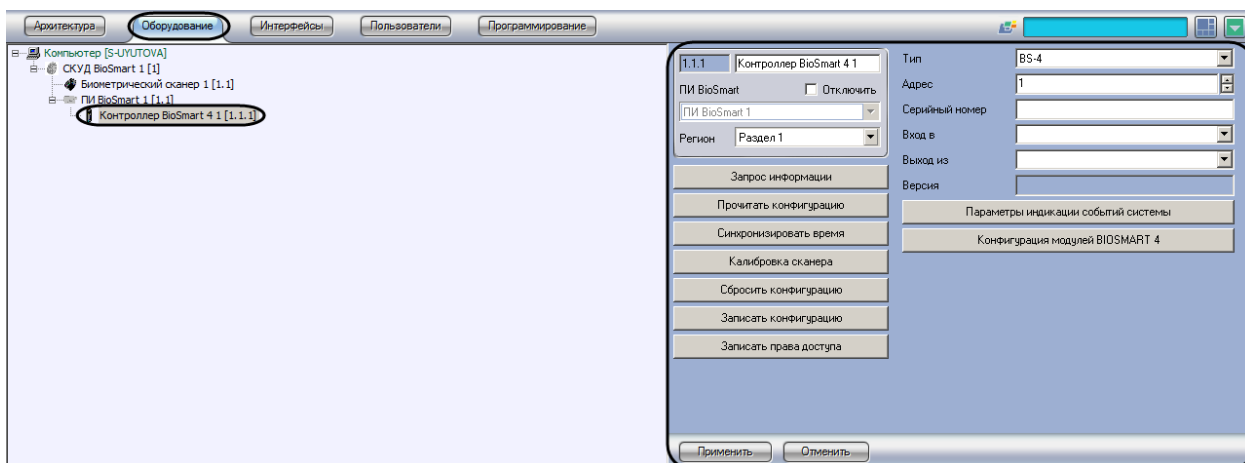 Архитектура Оборудование Интерфейсы Пользователи Программирование
Компьютер [S-UYUTOVA]
СКУД BioSmart 1 [1]
Биометрический сканер 1 [1.1]
ПИ BioSmart 1 [1.1]
Контроллер BioSmart 4 1 [1.1.1]
1.1.1 Контроллер BioSmart 4 1
ПИ BioSmart Отключить
ПИ BioSmart 1
Регион Раздел 1
Запрос информации
Прочитать конфигурацию
Синхронизировать время
Калибровка сканера
Сбросить конфигурацию
Записать конфигурацию
Записать права доступа
Тип BS-4
Адрес 1
Серийный номер
Вход в
Выход из
Версия
Параметры индикации событий системы
Конфигурация модулей BIOSMART 4
Применить Отменить